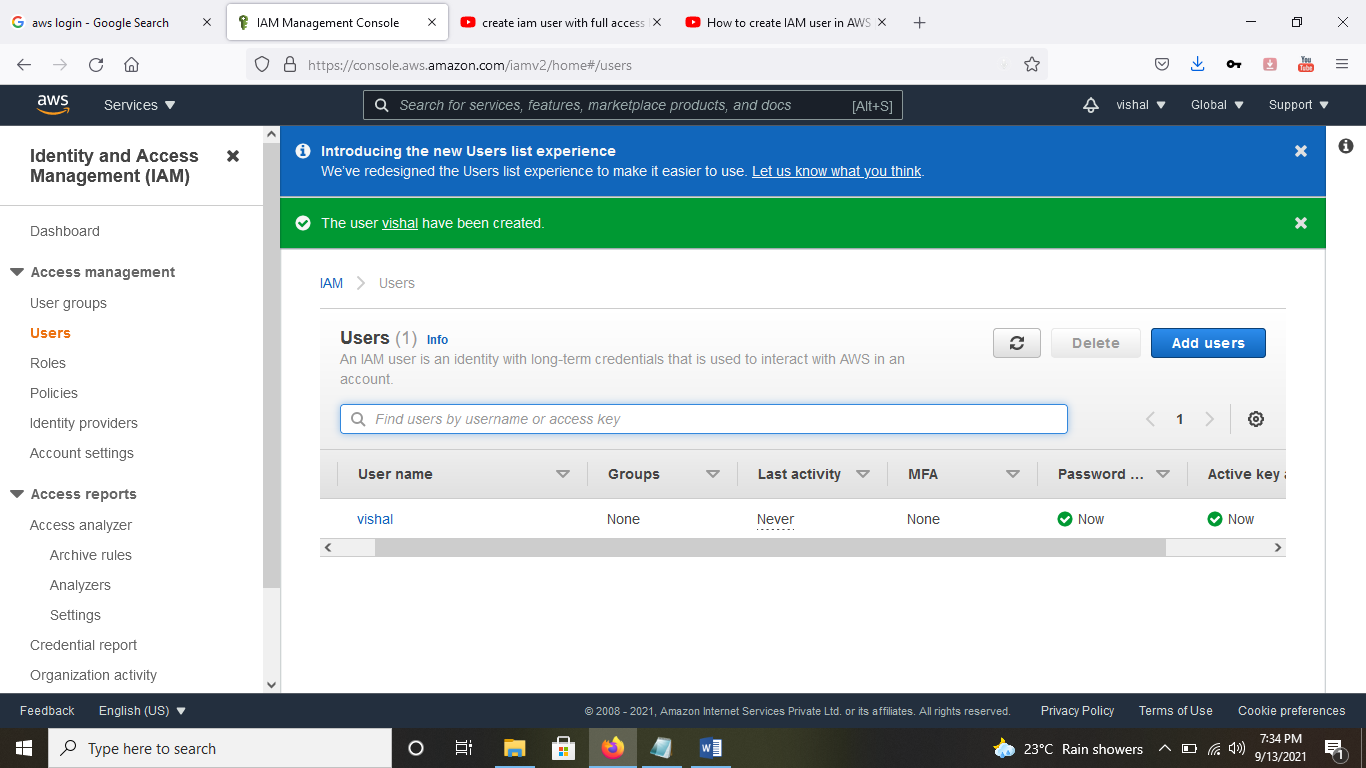 aws login - Google Search
IAM Management Console
create iam user with full access
How to create IAM user in AWS
https://console.aws.amazon.com/iamv2/home#/users
You Tube
aws
Services
Search for services, features, marketplace products, and docs [Alt+S]
vishal
Global
Support
Identity and Access
Management (IAM)
Dashboard
Access management
User groups
Users
Roles
Policies
Identity providers
Account settings
Access reports
Access analyzer
Archive rules
Analyzers
Settings
Credential report
Organization activity
Introducing the new Users list experience
We've redesigned the Users list experience to make it easier to use. Let us know what you think.
The user vishal have been created.
IAM
Users
Users (1) Info
An IAM user is an identity with long-term credentials that is used to interact with AWS in an
account.
Delete
Add users
Find users by username or access key
1
User name Groups Last activity MFA Password ... Active key a
vishal None Never None Now Now
Feedback English (US)
© 2008 - 2021, Amazon Internet Services Private Ltd. or its affiliates. All rights reserved. Privacy Policy Terms of Use Cookie preferences
Type here to search
23°C Rain showers
7:34 PM
9/13/2021
1